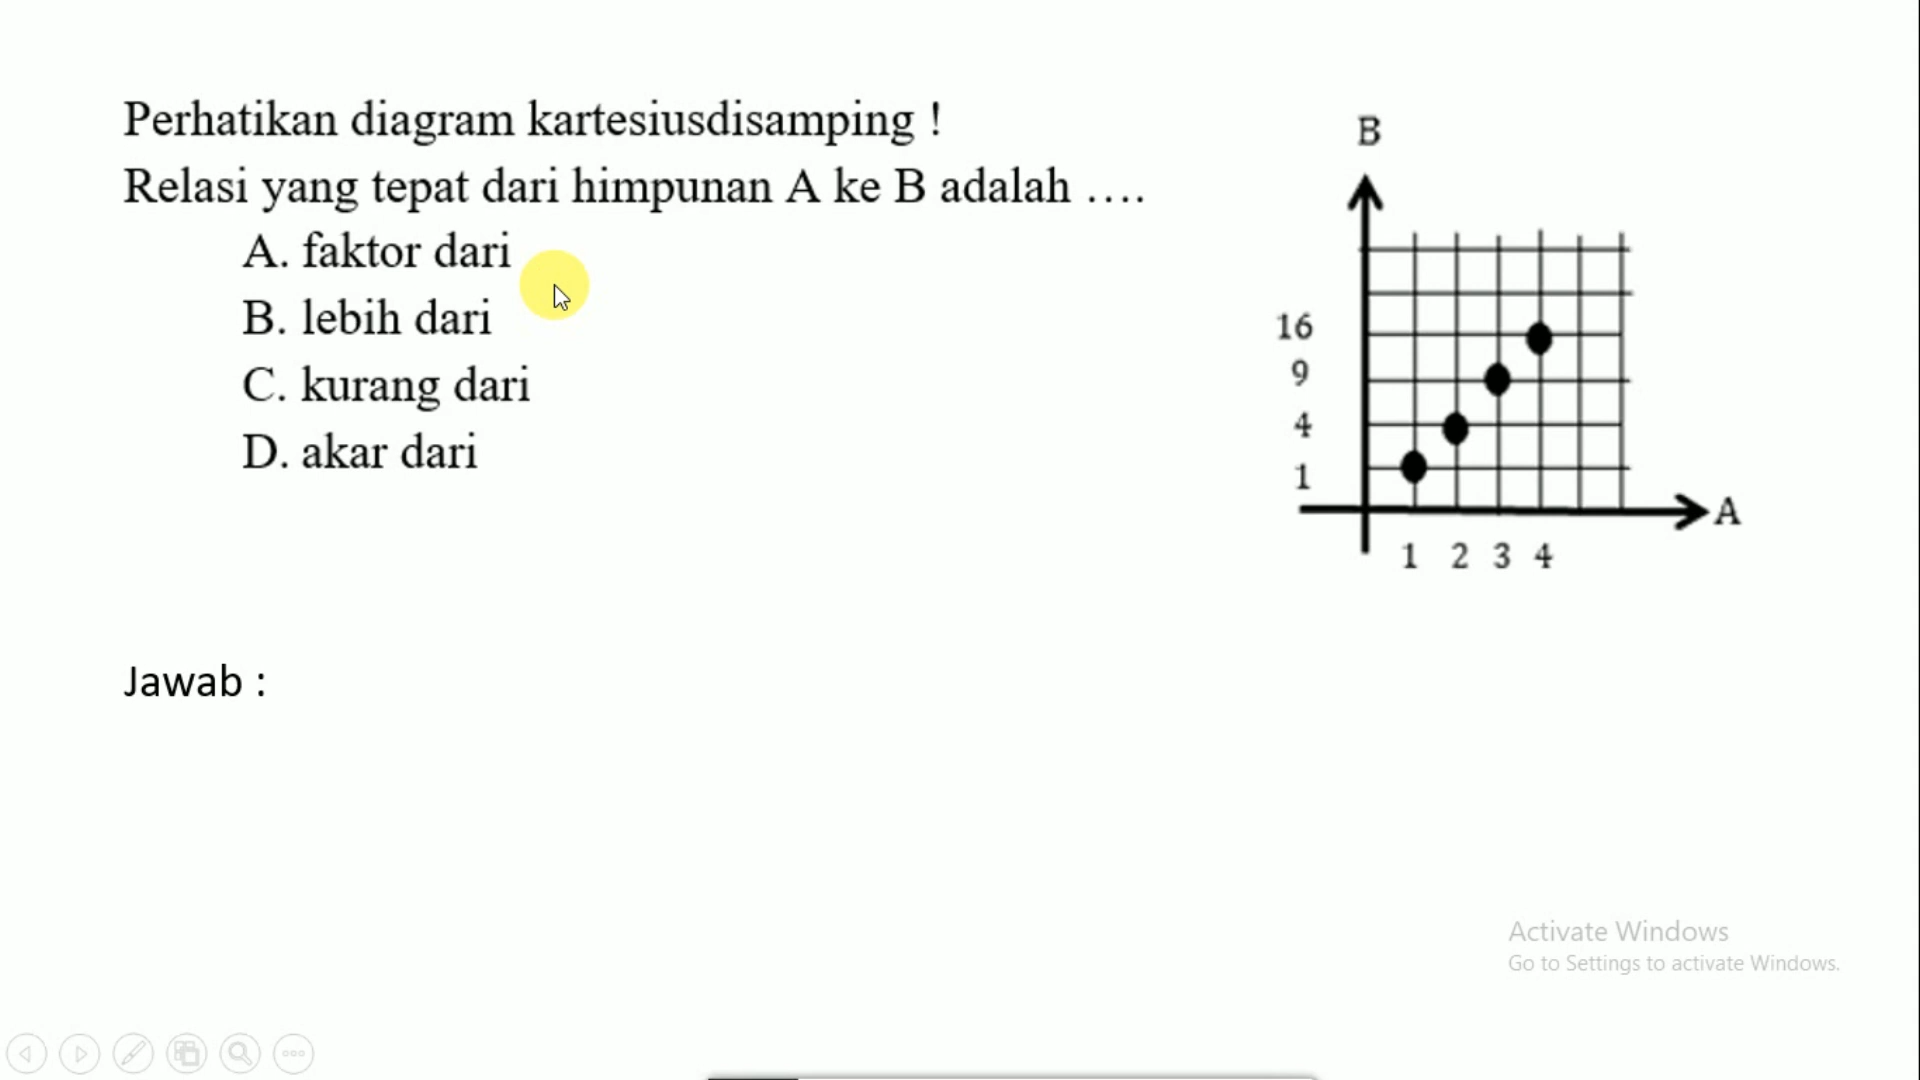 Perhatikan diagram kartesiusdisamping !
Relasi yang tepat dari himpunan A ke B adalah ....
A. faktor dari
B. lebih dari
C. kurang dari
D. akar dari
B
16
9
4
1
A
1 2 3 4
Jawab :
Activate Windows
Go to Settings to activate Windows.